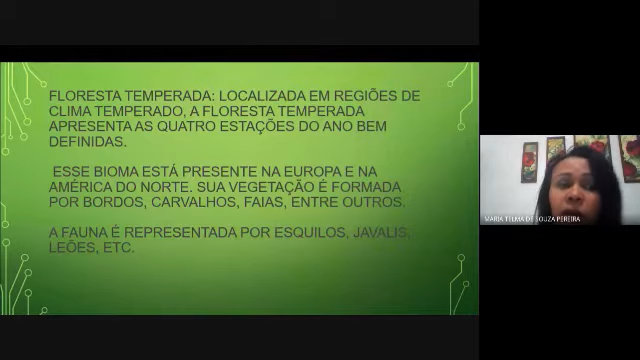 FLORESTA TEMPERADA: LOCALIZADA EM REGIÕES DE
CLIMA TEMPERADO, A FLORESTA TEMPERADA
APRESENTA AS QUATRO ESTAÇÕES DO ANO BEM
DEFINIDAS.
ESSE BIOMA ESTÁ PRESENTE NA EUROPA E NA
AMÉRICA DO NORTE. SUA VEGETAÇÃO É FORMADA
POR BORDOS, CARVALHOS, FAIAS, ENTRE OUTROS.
A FAUNA É REPRESENTADA POR ESQUILOS, JAVALIS,
LEÕES, ETC.
MARIA TELMA DE SOUZA PEREIRA